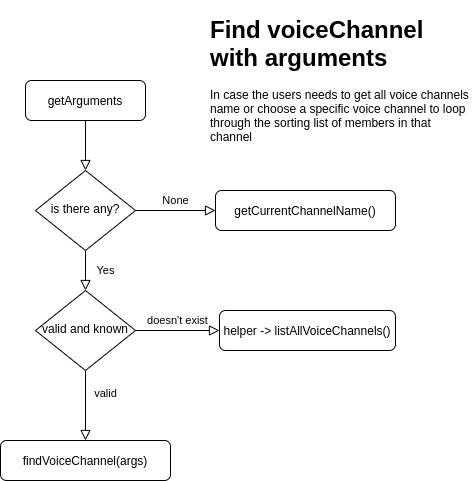 Find voiceChannel
with arguments
In case the users needs to get all voice channels
name or choose a specific voice channel to loop
through the sorting list of members in that
channel
getArguments
is there any?
None
getCurrentChannelName()
Yes
valid and known
doesn't exist
helper -> listAllVoiceChannels()
valid
findVoiceChannel(args)